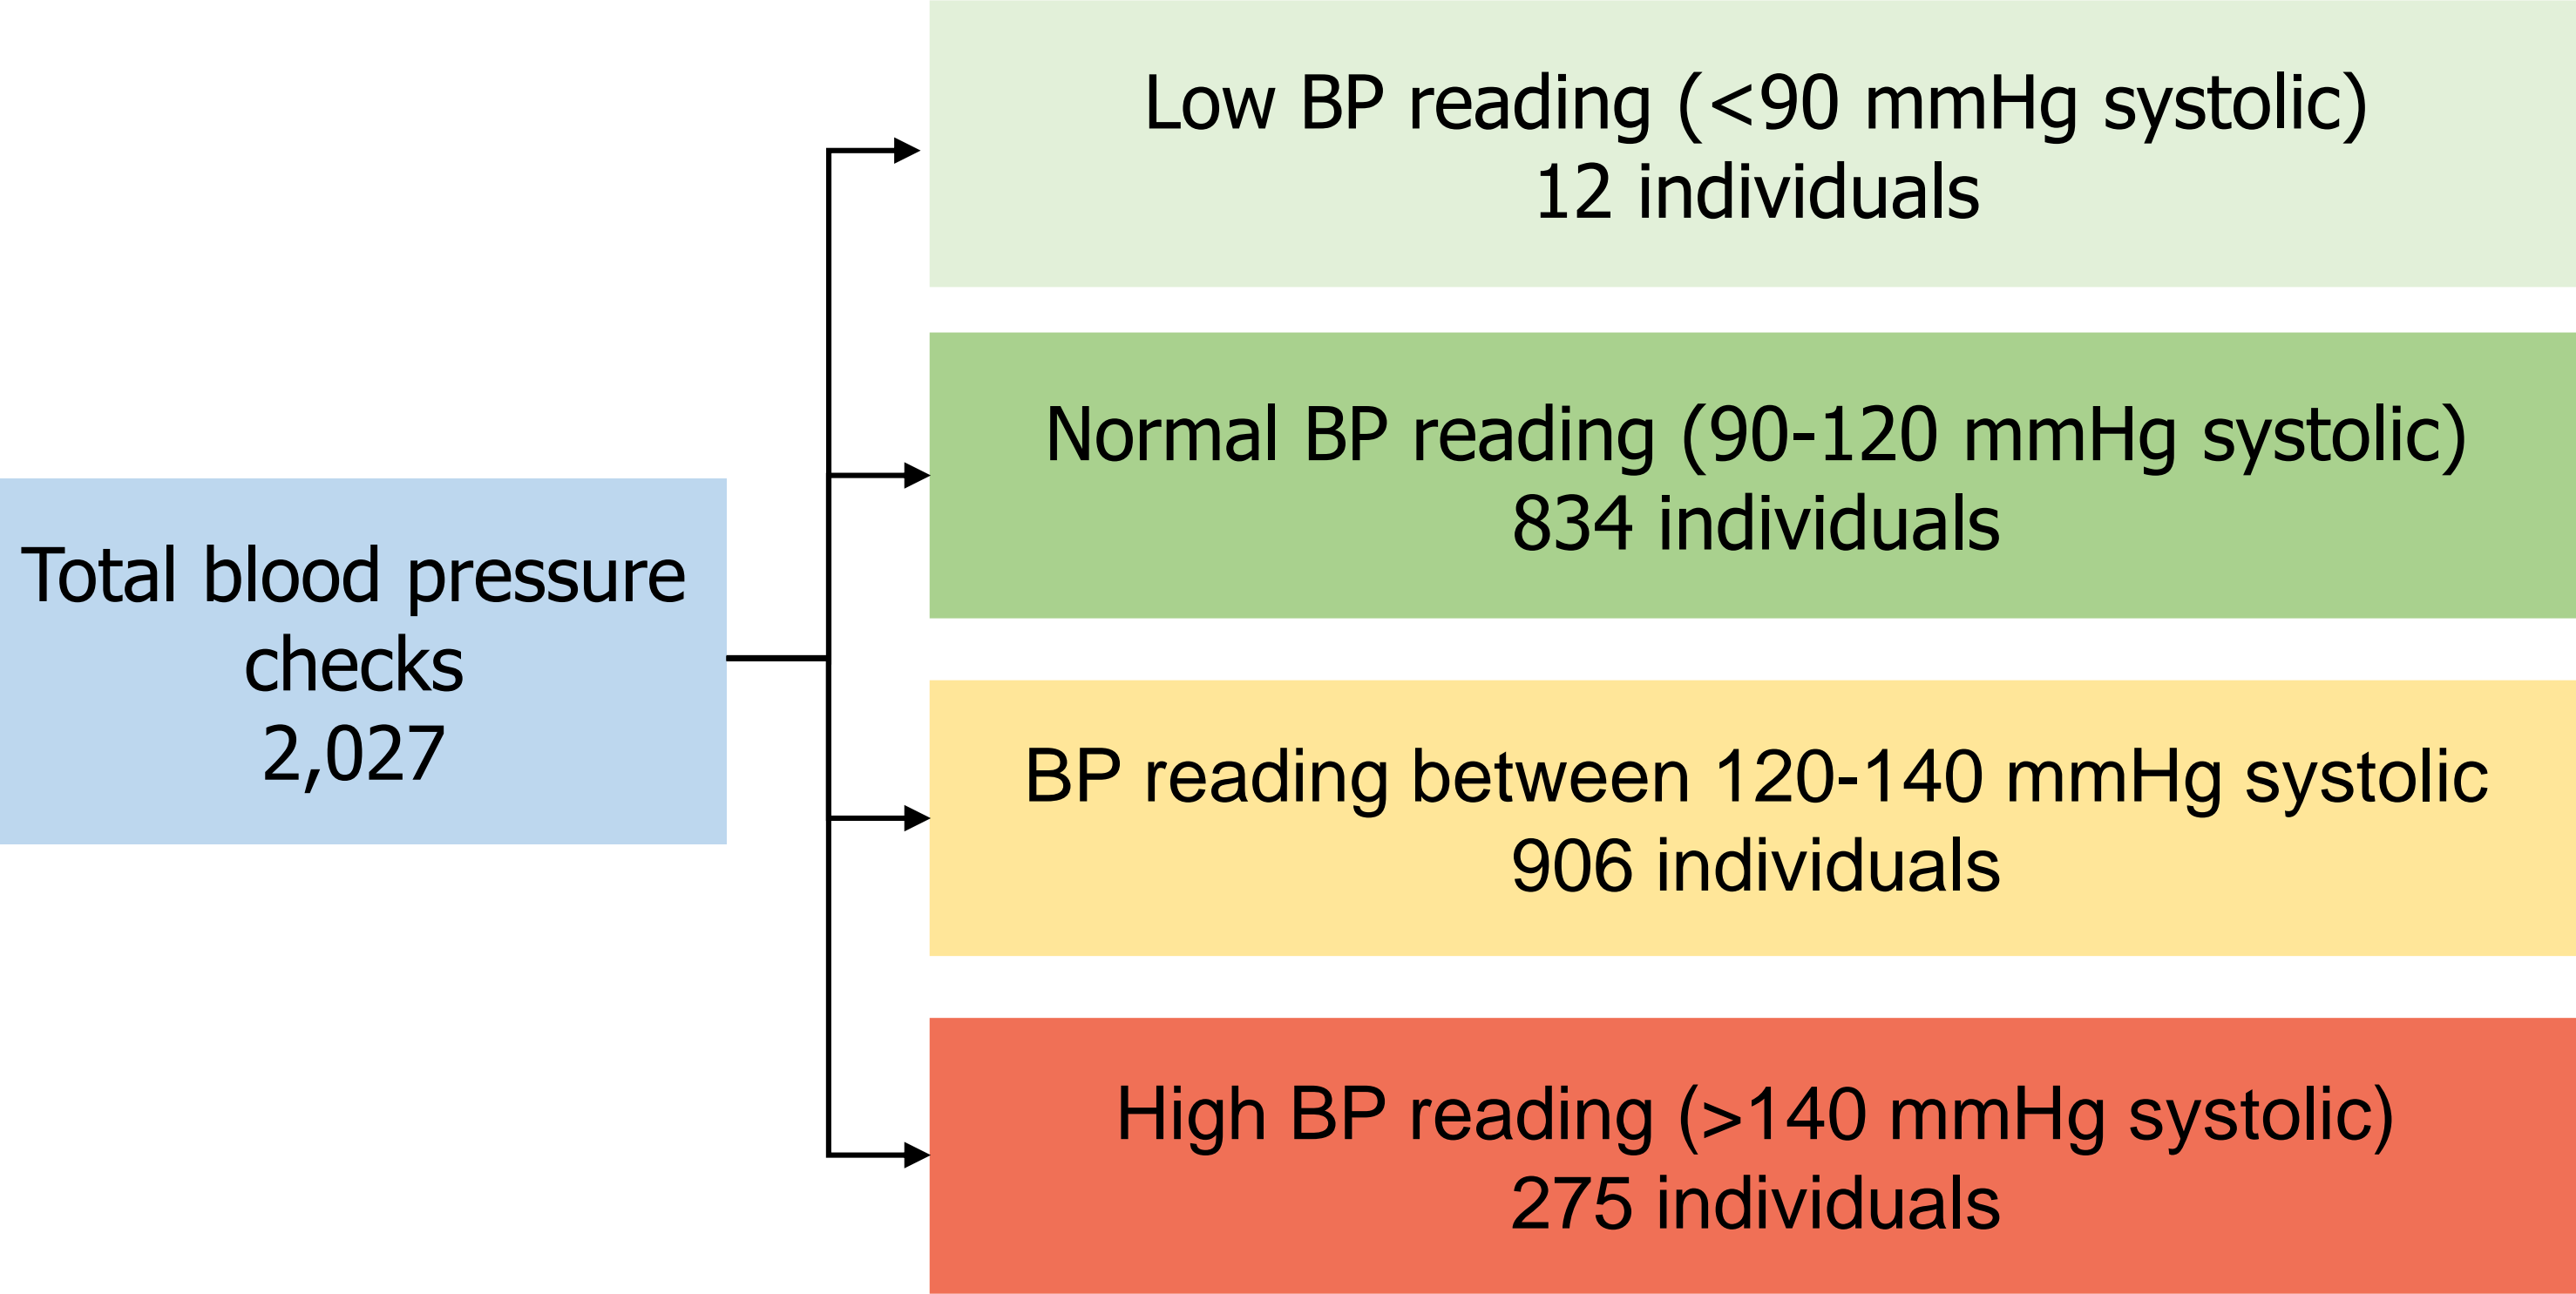 Total blood pressure
checks
2,027
Low BP reading (<90 mmHg systolic)
12 individuals
Normal BP reading (90-120 mmHg systolic)
834 individuals
BP reading between 120-140 mmHg systolic
906 individuals
High BP reading (>140 mmHg systolic)
275 individuals